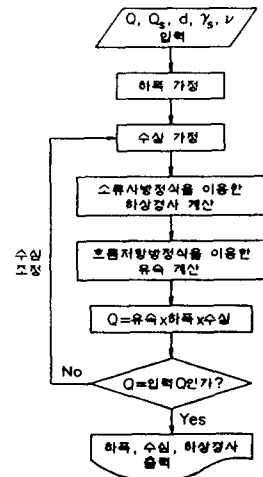 Q, Qs, d, γs, ν
입력
하폭 가정
수심 가정
소류사방정식을 이용한
하상경사 계산
흐름저항방정식을 이용한
유속 계산
수심
조정
Q=유속x하폭x수심
No
Q=입력Q인가?
Yes
하폭, 수심, 하상경사
출력